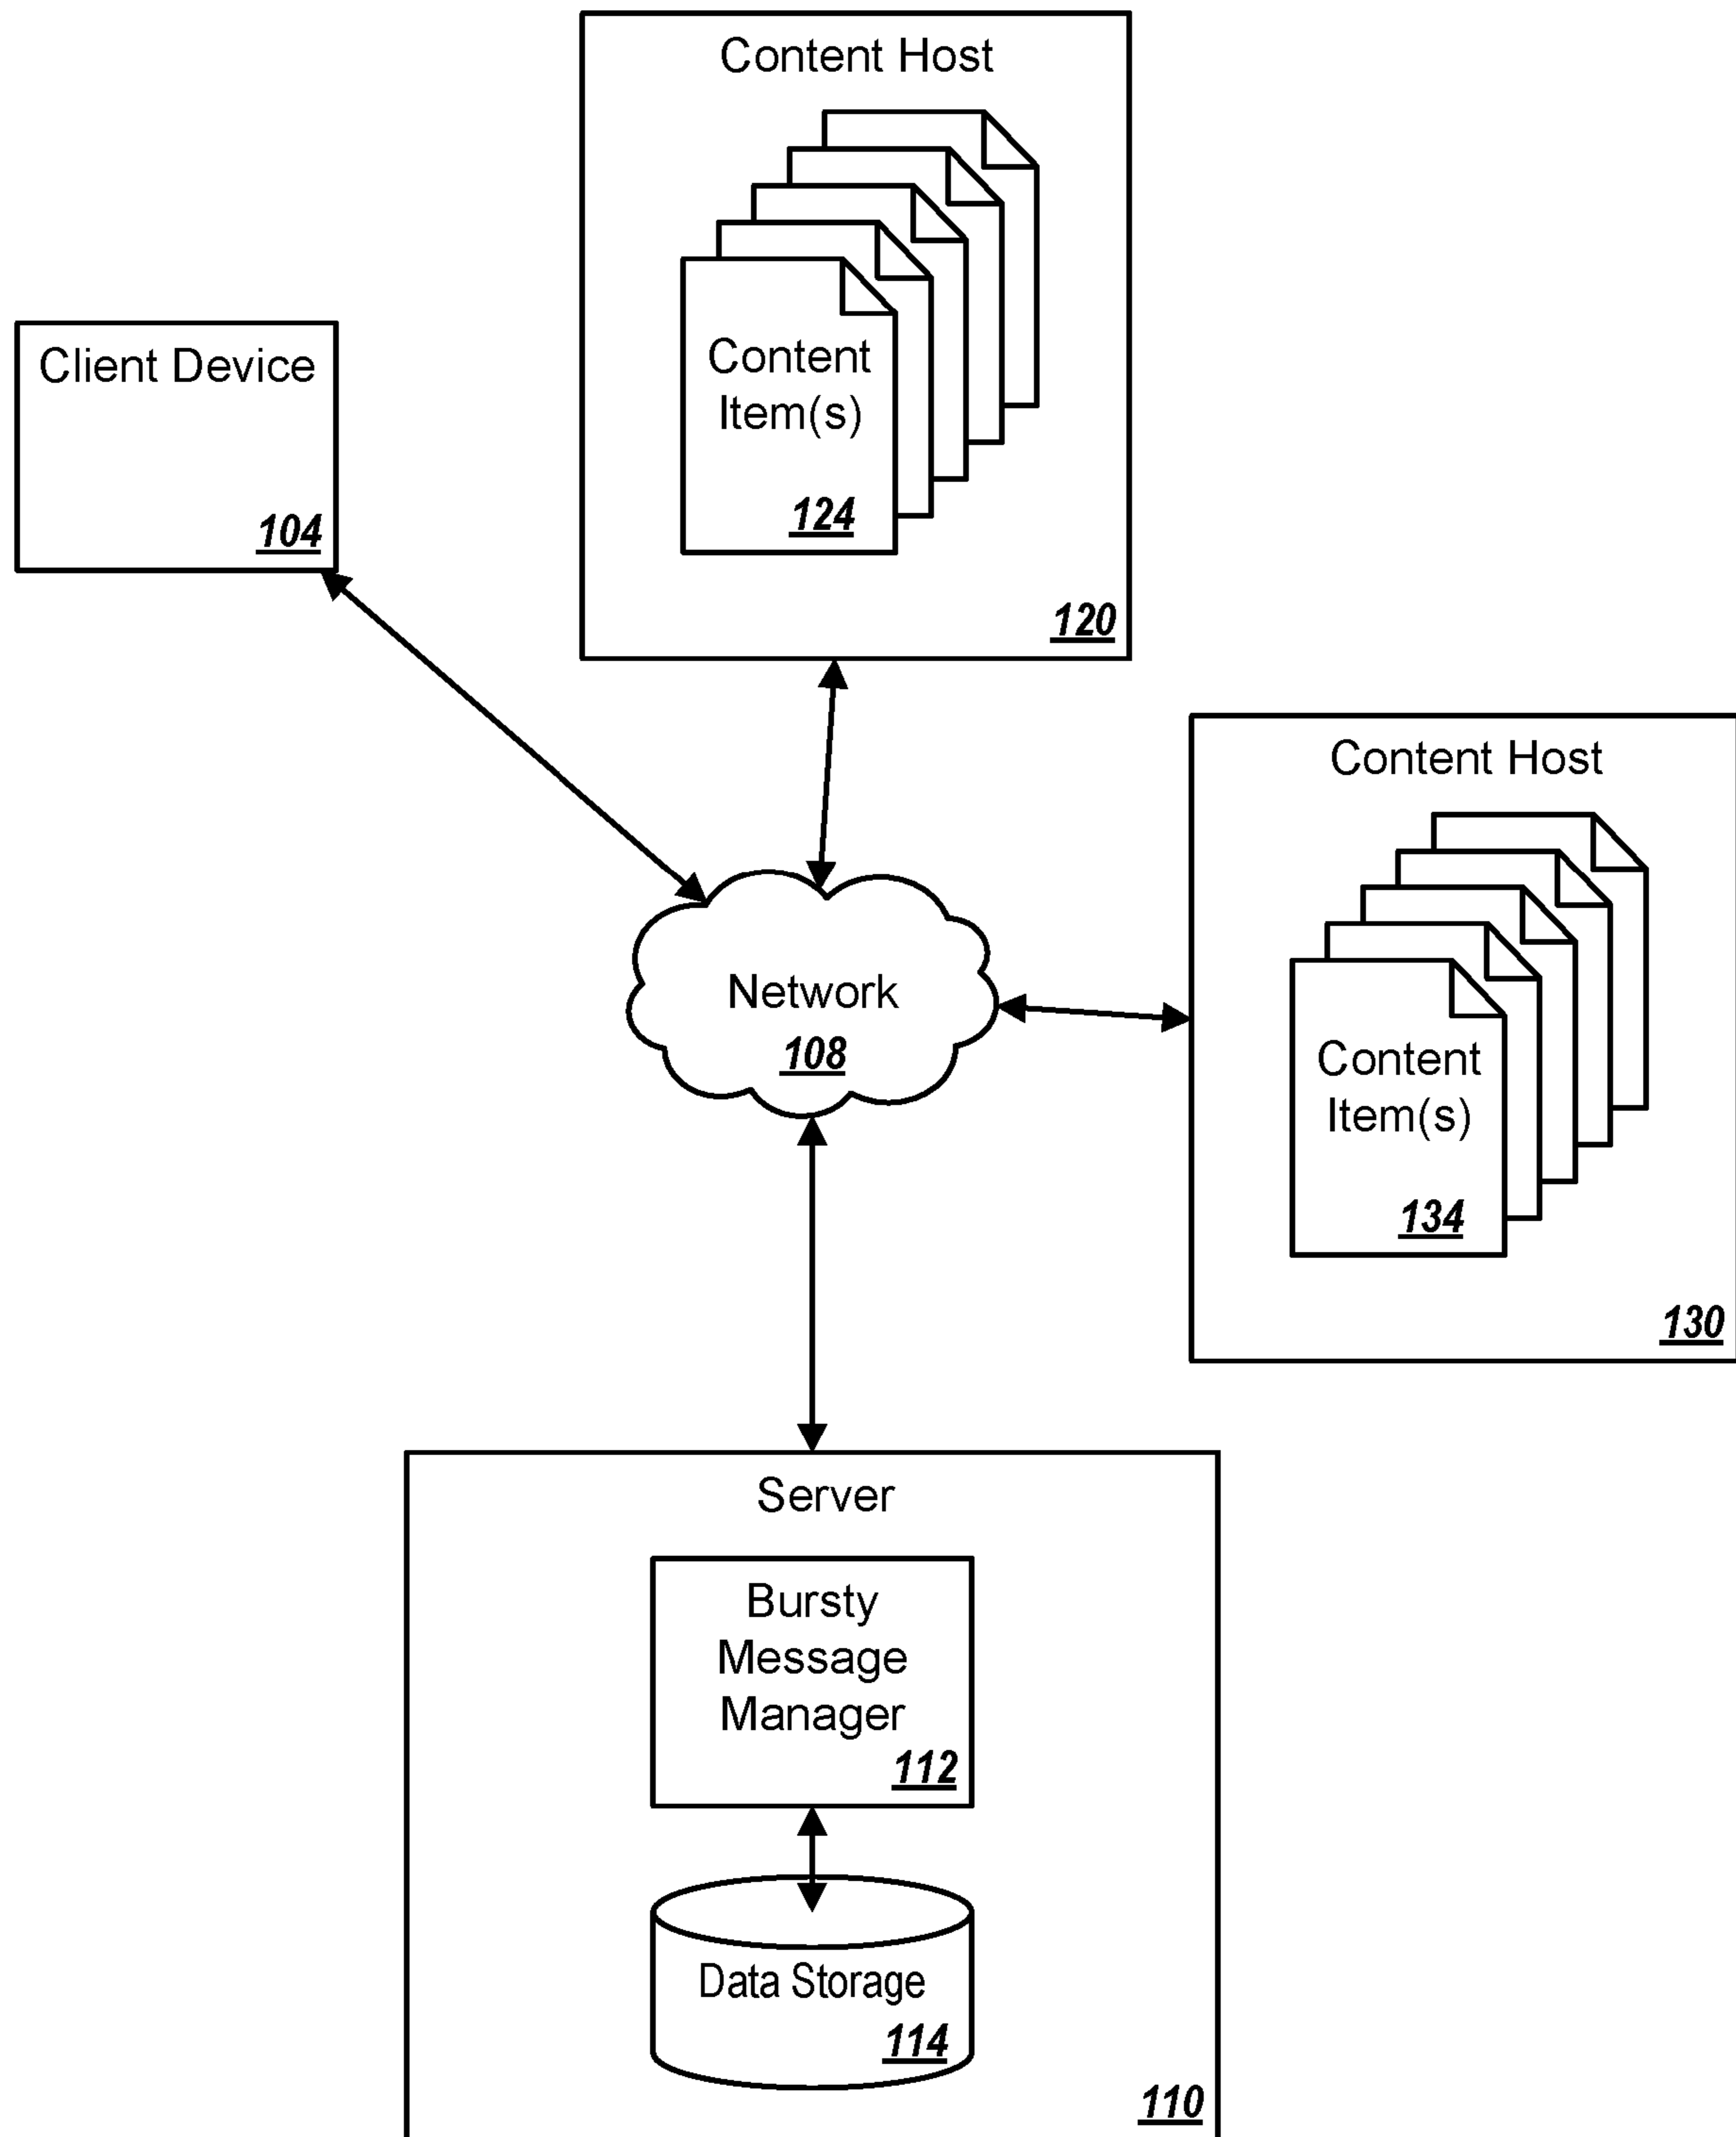 Content Host
Content
Item(s)
124
120
Client Device
104
Content Host
Content
Item(s)
134
130
Network
108
Server
Bursty
Message
Manager
112
Data Storage
114
110